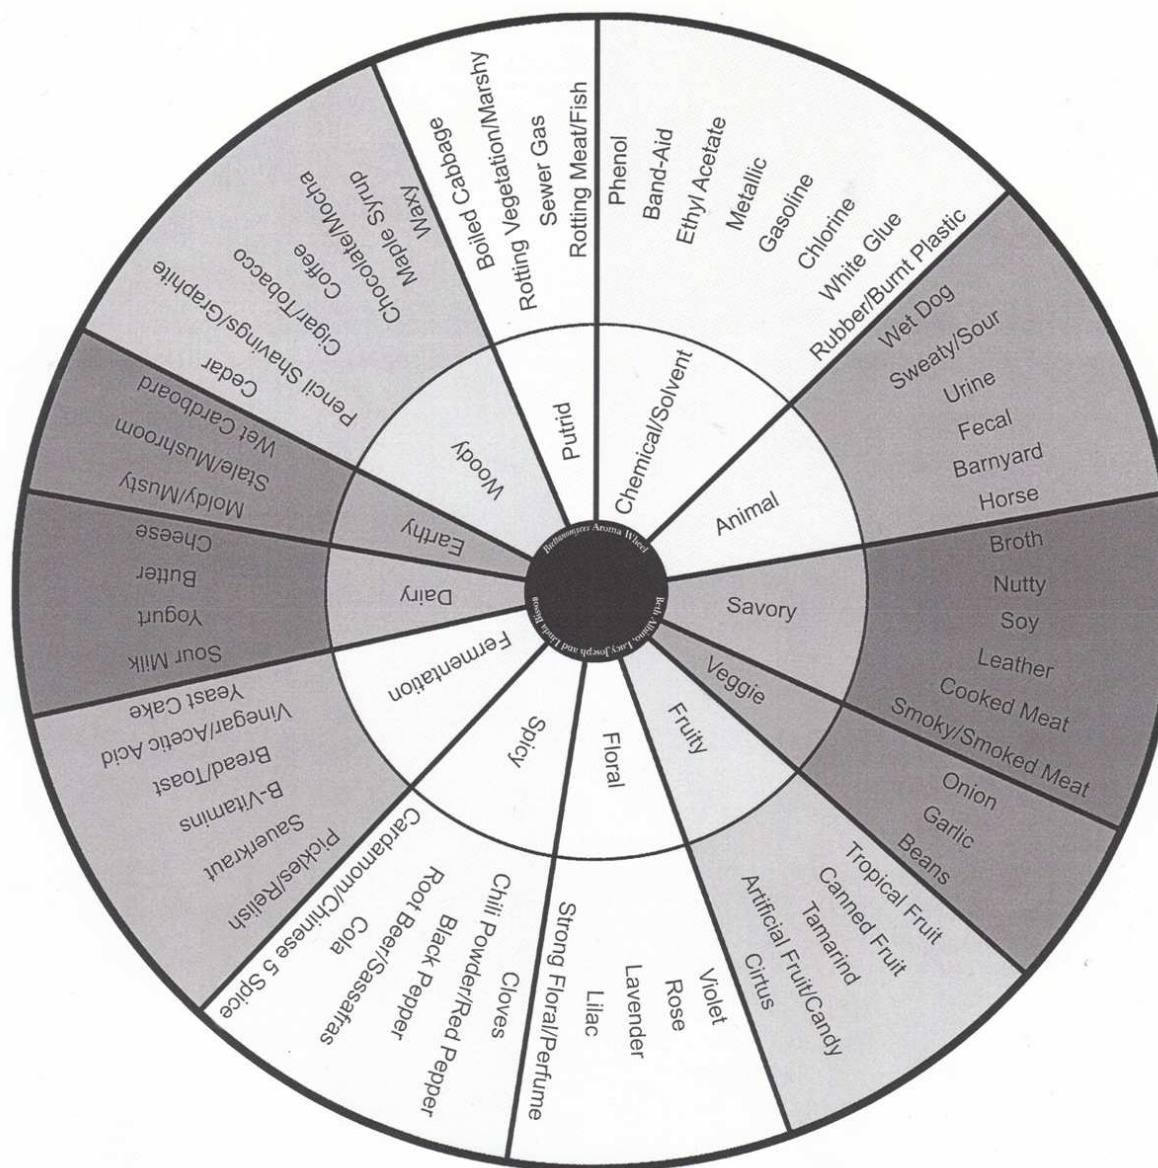 Brettanomyces Aroma Wheel
Beth Albino, Lucy Joseph and Linda Bisson
Chemical/Solvent
Phenol
Band-Aid
Ethyl Acetate
Metallic
Gasoline
Chlorine
White Glue
Rubber/Burnt Plastic
Animal
Wet Dog
Sweaty/Sour
Urine
Fecal
Barnyard
Horse
Savory
Broth
Nutty
Soy
Leather
Cooked Meat
Smoky/Smoked Meat
Veggie
Onion
Garlic
Beans
Fruity
Tropical Fruit
Canned Fruit
Tamarind
Artificial Fruit/Candy
Cirtus
Floral
Violet
Rose
Lavender
Lilac
Strong Floral/Perfume
Spicy
Cloves
Chili Powder/Red Pepper
Black Pepper
Root Beer/Sassafras
Cola
Cardamom/Chinese 5 Spice
Fermentation
Pickles/Relish
Sauerkraut
B-Vitamins
Bread/Toast
Vinegar/Acetic Acid
Yeast Cake
Dairy
Sour Milk
Yogurt
Butter
Cheese
Earthy
Moldy/Musty
Stale/Mushroom
Wet Cardboard
Woody
Cedar
Pencil Shavings/Graphite
Cigar/Tobacco
Coffee
Chocolate/Mocha
Maple Syrup
Waxy
Putrid
Boiled Cabbage
Rotting Vegetation/Marshy
Sewer Gas
Rotting Meat/Fish